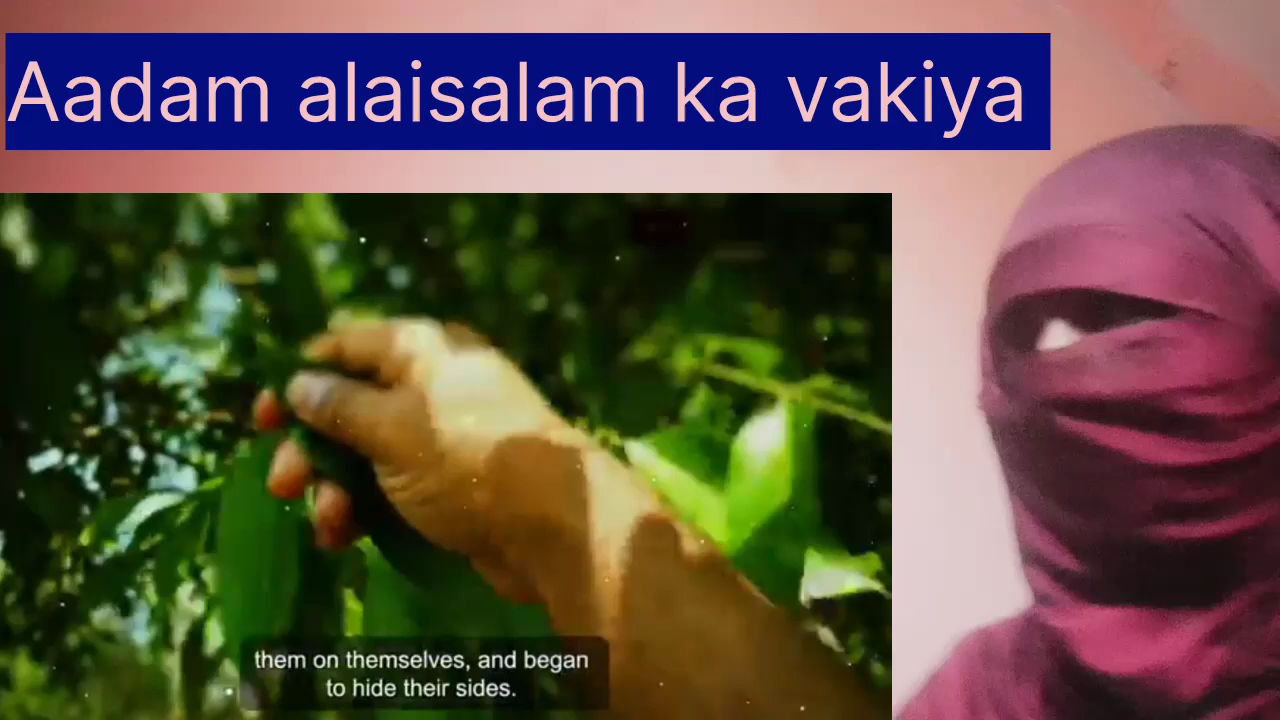 Aadam alaisalam ka vakiya
them on themselves, and began
to hide their sides.